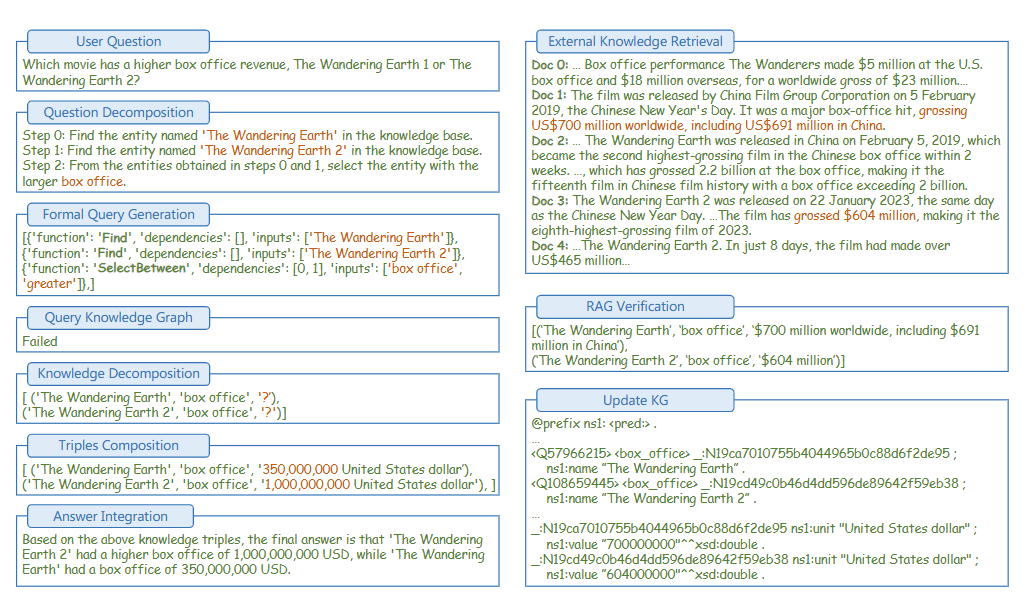 User Question
Which movie has a higher box office revenue, The Wandering Earth 1 or The
Wandering Earth 2?
Question Decomposition
Step 0: Find the entity named 'The Wandering Earth' in the knowledge base.
Step 1: Find the entity named 'The Wandering Earth 2' in the knowledge base.
Step 2: From the entities obtained in steps 0 and 1, select the entity with the
larger box office.
Formal Query Generation
[{'function': 'Find', 'dependencies': [], 'inputs': ['The Wandering Earth']},
{'function': 'Find', 'dependencies': [], 'inputs': ['The Wandering Earth 2']},
{'function': 'SelectBetween', 'dependencies': [0, 1], 'inputs': ['box office',
'greater']},]
Query Knowledge Graph
Failed
Knowledge Decomposition
[ ('The Wandering Earth', 'box office', '?'),
('The Wandering Earth 2', 'box office', '?')]
Triples Composition
[ ('The Wandering Earth', 'box office', '350,000,000 United States dollar'),
('The Wandering Earth 2', 'box office', '1,000,000,000 United States dollar'), ]
Answer Integration
Based on the above knowledge triples, the final answer is that 'The Wandering
Earth 2' had a higher box office of 1,000,000,000 USD, while 'The Wandering
Earth' had a box office of 350,000,000 USD.
External Knowledge Retrieval
Doc 0: ... Box office performance The Wanderers made $5 million at the U.S.
box office and $18 million overseas, for a worldwide gross of $23 million....
Doc 1: The film was released by China Film Group Corporation on 5 February
2019, the Chinese New Year's Day. It was a major box-office hit, grossing
US$700 million worldwide, including US$691 million in China.
Doc 2: ... The Wandering Earth was released in China on February 5, 2019, which
became the second highest-grossing film in the Chinese box office within 2
weeks. ..., which has grossed 2.2 billion at the box office, making it the
fifteenth film in Chinese film history with a box office exceeding 2 billion.
Doc 3: The Wandering Earth 2 was released on 22 January 2023, the same day
as the Chinese New Year Day. ...The film has grossed $604 million, making it the
eighth-highest-grossing film of 2023.
Doc 4: ...The Wandering Earth 2. In just 8 days, the film had made over
US$465 million...
RAG Verification
[('The Wandering Earth', 'box office', '$700 million worldwide, including $691
million in China'),
('The Wandering Earth 2', 'box office', '$604 million')]
Update KG
@prefix ns1: <pred:> .
...
<Q57966215> <box_office> _:N19ca7010755b4044965b0c88d6f2de95 ;
ns1:name "The Wandering Earth" .
<Q108659445> <box_office> _:N19cd49c0b46d4dd596de89642f59eb38 ;
ns1:name "The Wandering Earth 2" .
...
_:N19ca7010755b4044965b0c88d6f2de95 ns1:unit "United States dollar" ;
ns1:value "700000000"^^xsd:double .
_:N19cd49c0b46d4dd596de89642f59eb38 ns1:unit "United States dollar" ;
ns1:value "604000000"^^xsd:double .